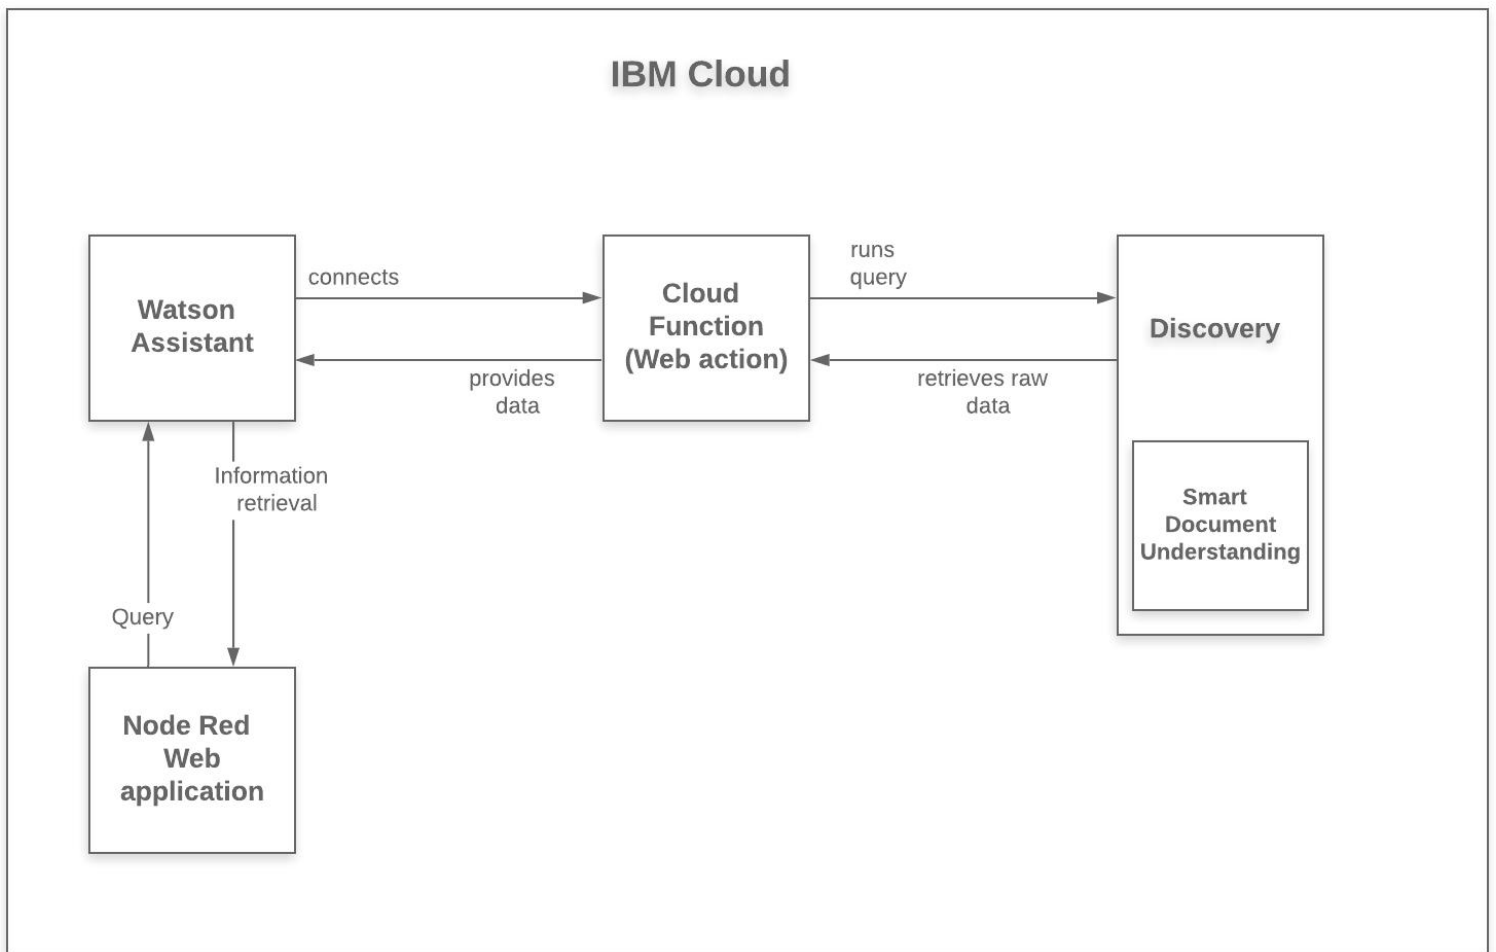 IBM Cloud
connects
runs
query
Watson
Assistant
Cloud
Function
(Web action)
Discovery
provides
data
retrieves raw
data
Information
retrieval
Smart
Document
Understanding
Query
Node Red
Web
application